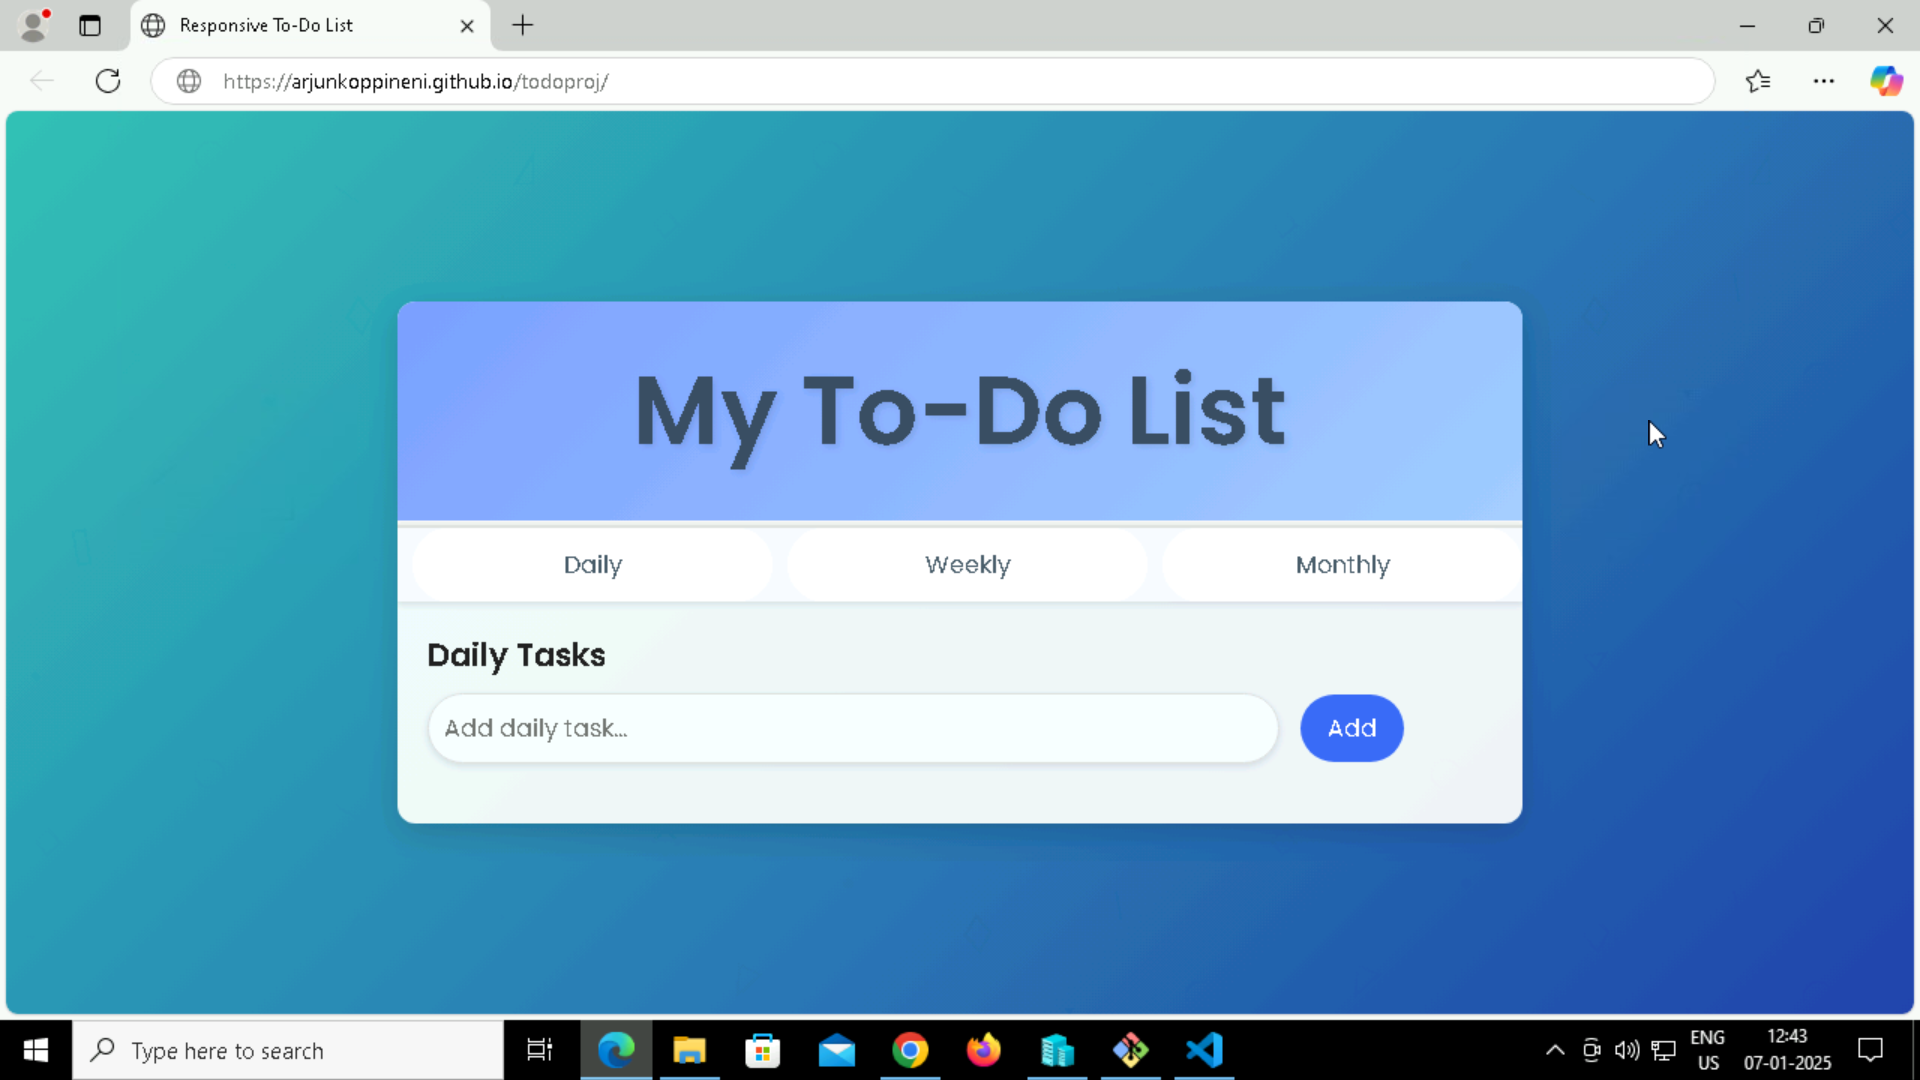 Responsive To-Do List
https://arjunkoppineni.github.io/todoproj/
My To-Do List
Daily
Weekly
Monthly
Daily Tasks
Add daily task...
Add
Type here to search
ENG
US
12:43
07-01-2025